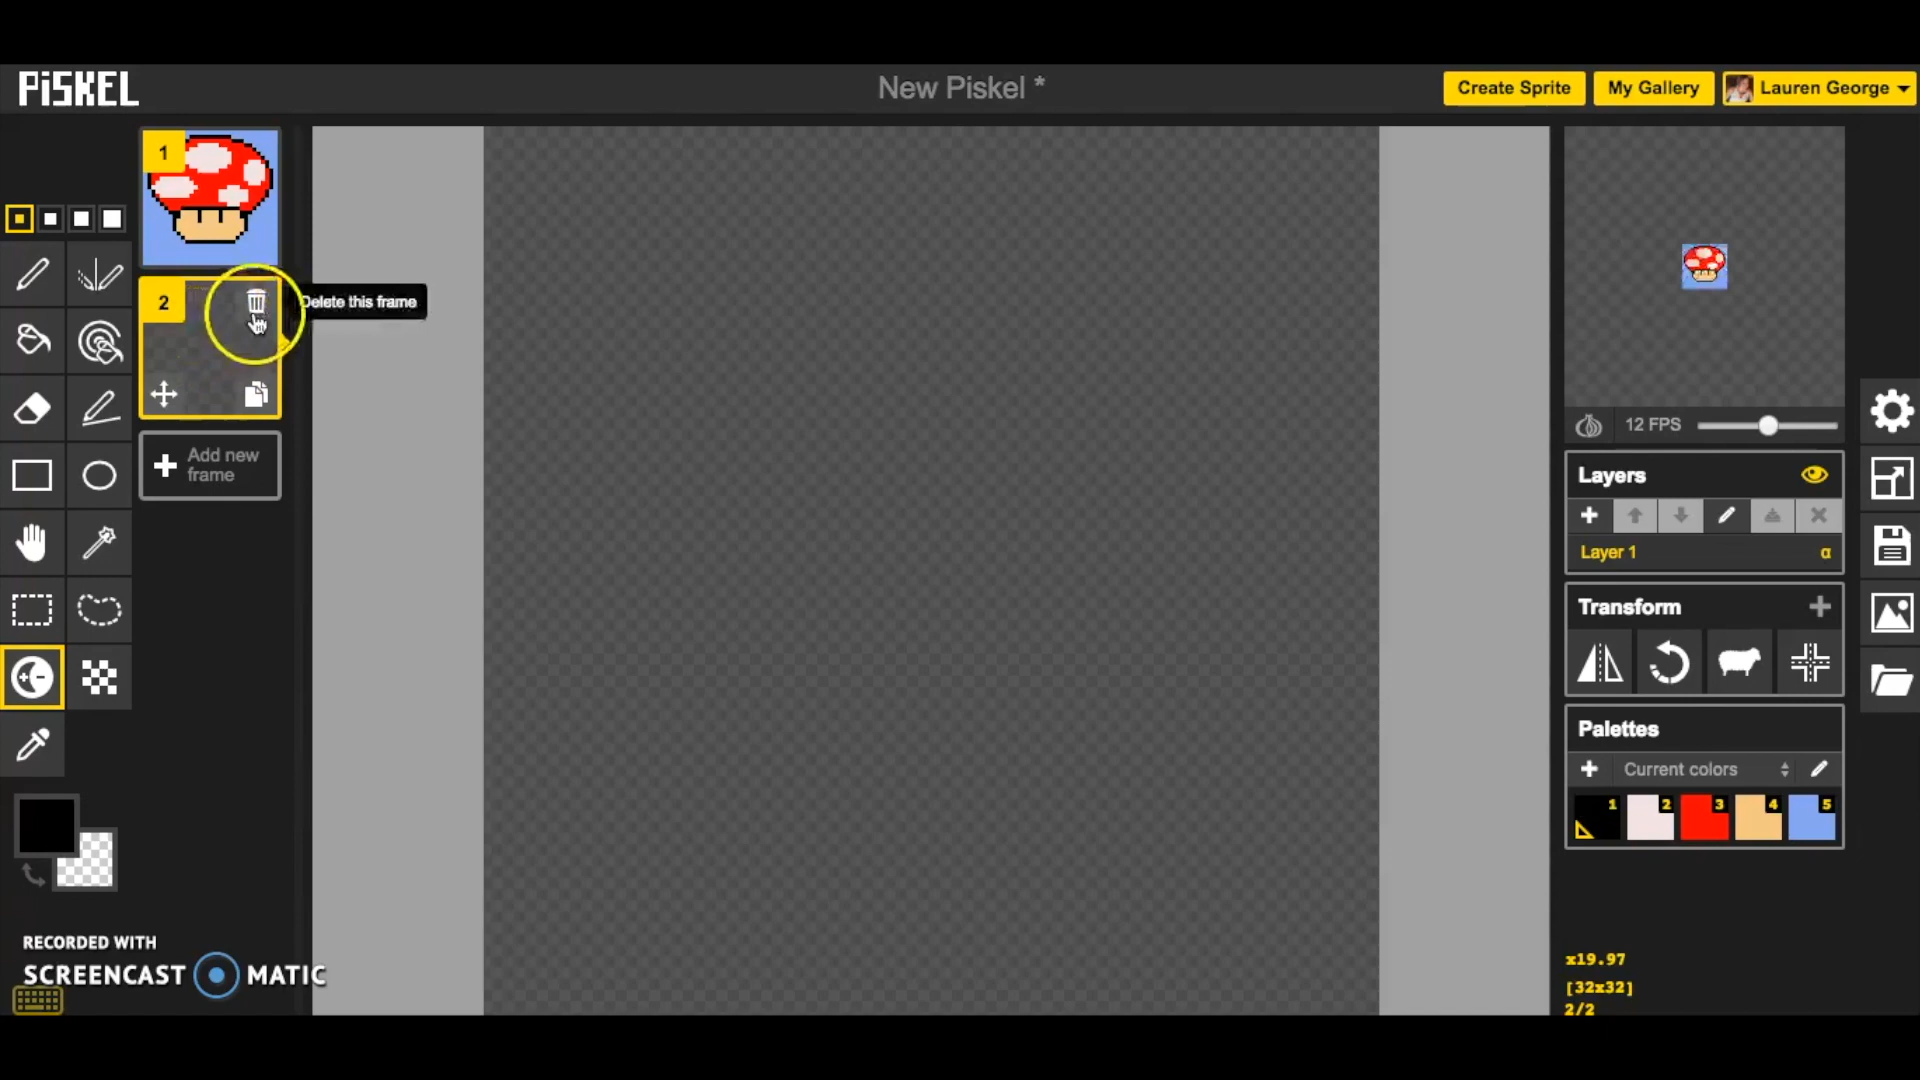 PiSKEL
New Piskel *
Create Sprite
My Gallery
Lauren George
1
2
Delete this frame
Add new
frame
12 FPS
Layers
Layer 1
α
Transform
Palettes
Current colors
1 2 3 4 5
RECORDED WITH
SCREENCAST MATIC
x19.97
[32x32]
2/2